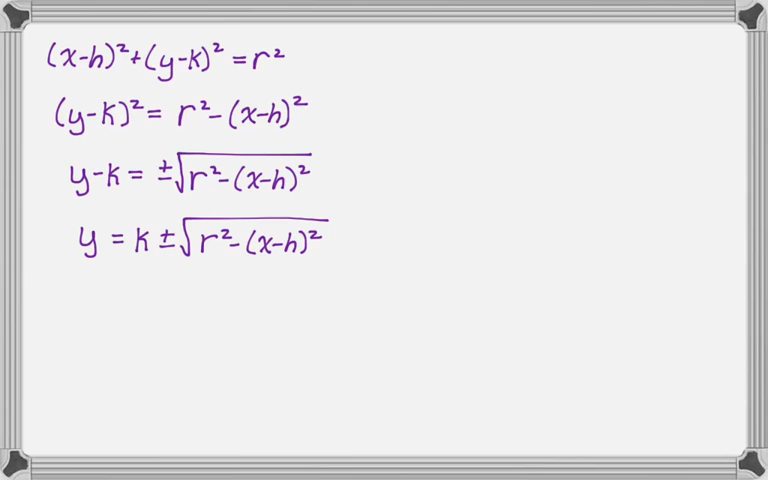 (x-h)²+(y-k)²=r²
(y-k)²= r²-(x-h)²
y-k= ±√r²-(x-h)²
y = k ±√r²-(x-h)²